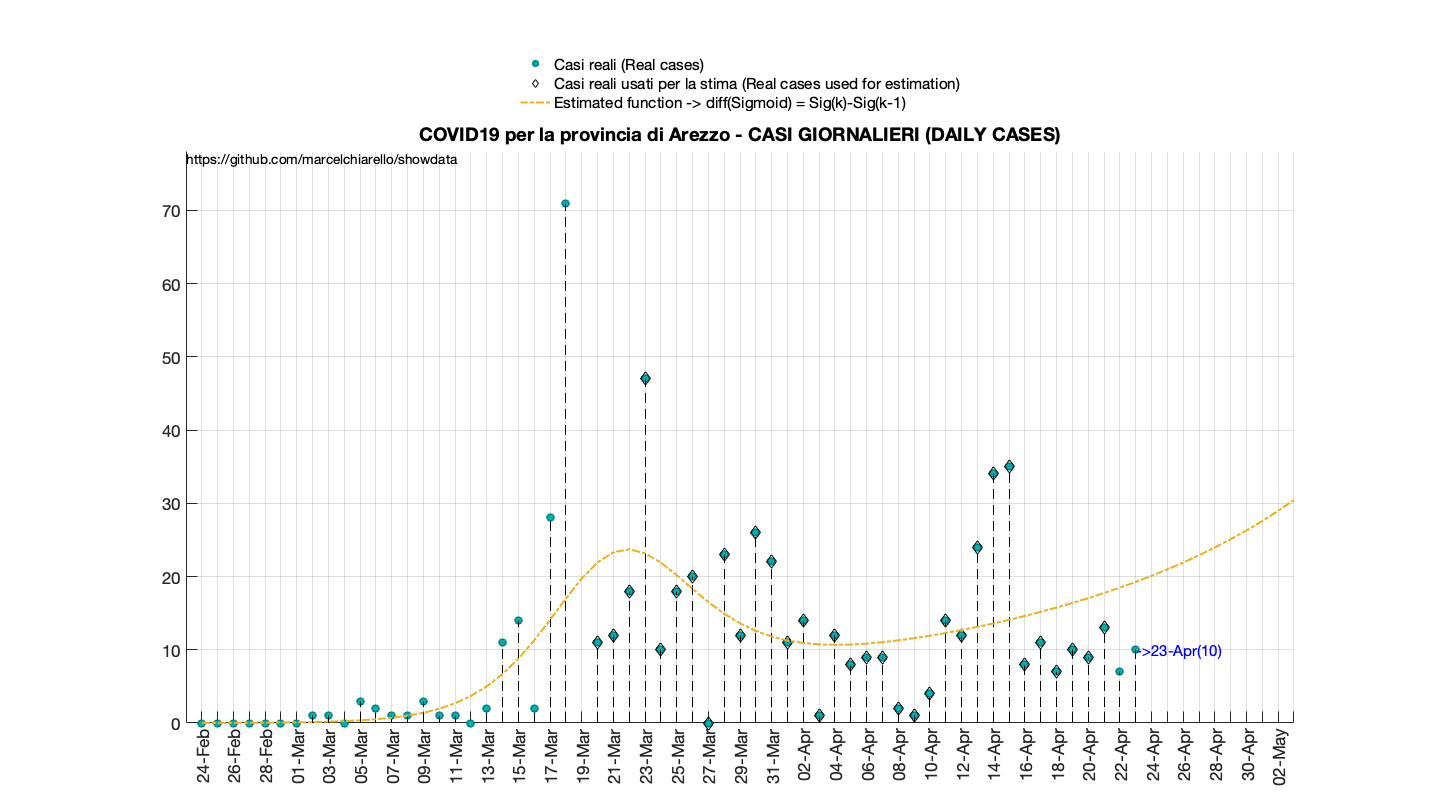 Casi reali (Real cases)
Casi reali usati per la stima (Real cases used for estimation)
Estimated function -> diff(Sigmoid) = Sig(k)-Sig(k-1)
COVID19 per la provincia di Arezzo - CASI GIORNALIERI (DAILY CASES)
https://github.com/marcelchiarello/showdata
70
60
50
40
30
20
10
0
->23-Apr(10)
24-Feb
26-Feb
28-Feb
01-Mar
03-Mar
05-Mar
07-Mar
09-Mar
11-Mar
13-Mar
15-Mar
17-Mar
19-Mar
21-Mar
23-Mar
25-Mar
27-Mar
29-Mar
31-Mar
02-Apr
04-Apr
06-Apr
08-Apr
10-Apr
12-Apr
14-Apr
16-Apr
18-Apr
20-Apr
22-Apr
24-Apr
26-Apr
28-Apr
30-Apr
02-May